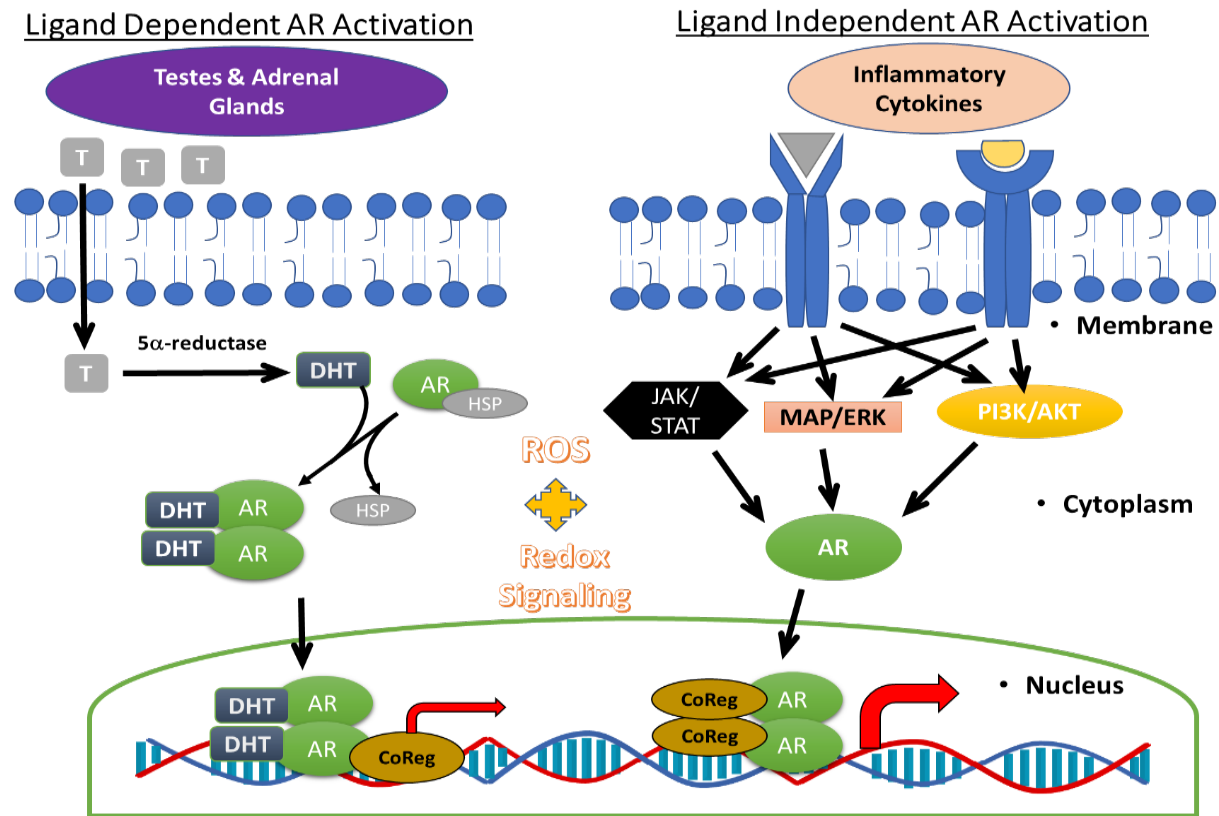 Ligand Dependent AR Activation
Testes & Adrenal
Glands
T
T
T
T
5α-reductase
DHT
AR
HSP
DHT
AR
DHT
AR
HSP
ROS
Redox
Signaling
Ligand Independent AR Activation
Inflammatory
Cytokines
• Membrane
JAK/
STAT
MAP/ERK
PI3K/AKT
• Cytoplasm
AR
DHT
AR
DHT
AR
CoReg
CoReg
AR
CoReg
AR
• Nucleus